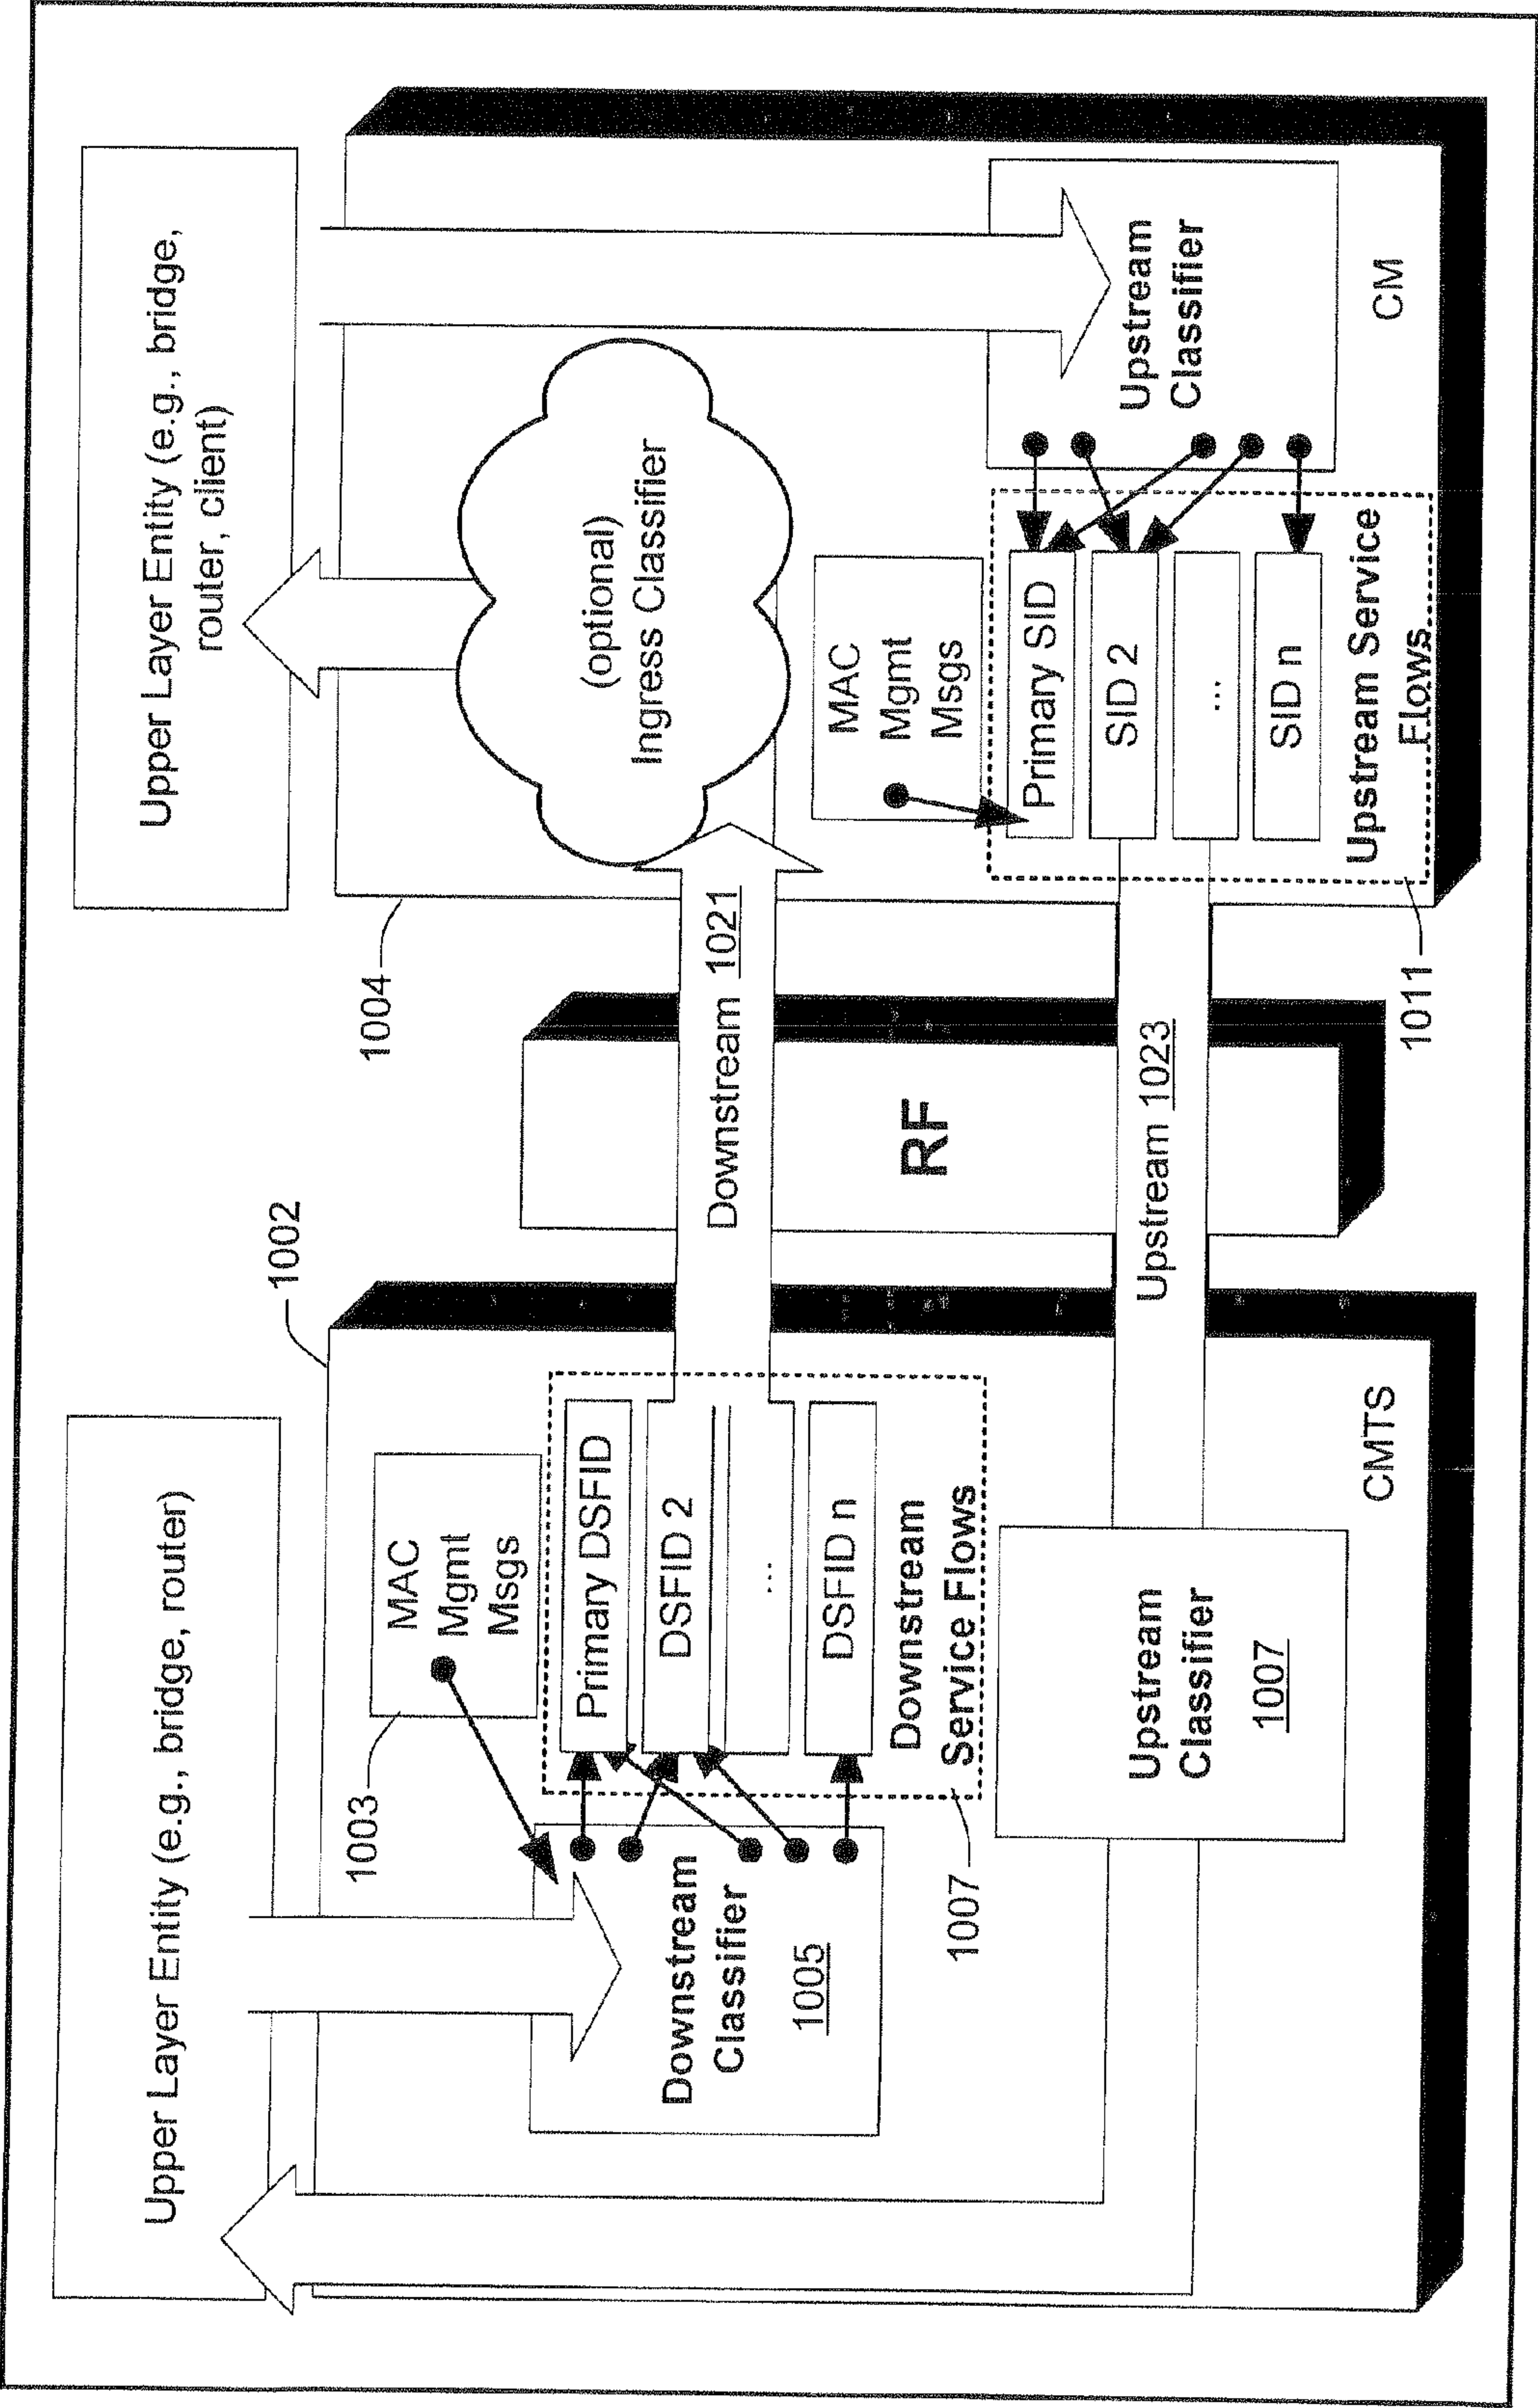 Upper Layer Entity (e.g., bridge, router)
1002
1003
MAC
Mgmt
Msgs
Downstream
Classifier
1005
Primary DSFID
DSFID 2
...
DSFID n
Downstream
Service Flows
1007
Upstream
Classifier
1007
CMTS
Downstream 1021
RF
Upstream 1023
Upper Layer Entity (e.g., bridge,
router, client)
1004
(optional)
Ingress Classifier
MAC
Mgmt
Msgs
Primary SID
SID 2
...
SID n
Upstream Service
Flows
1011
Upstream
Classifier
CM